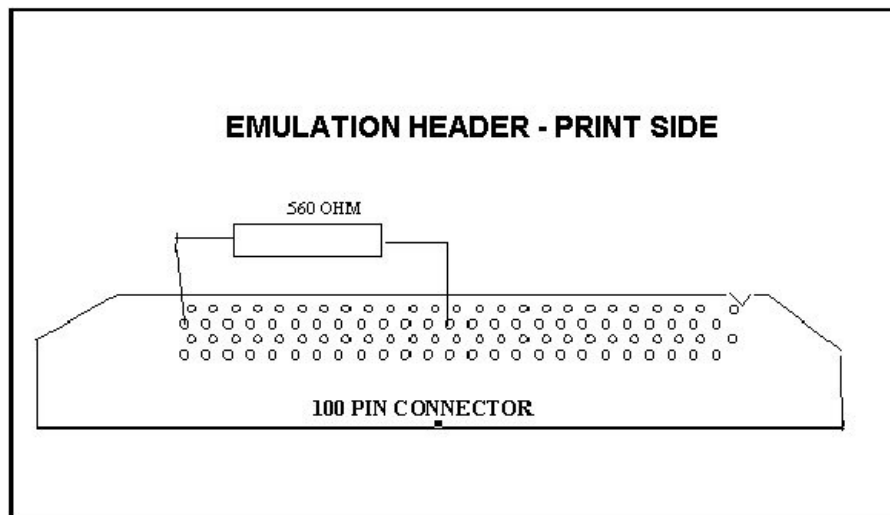 EMULATION HEADER - PRINT SIDE
560 OHM
100 PIN CONNECTOR